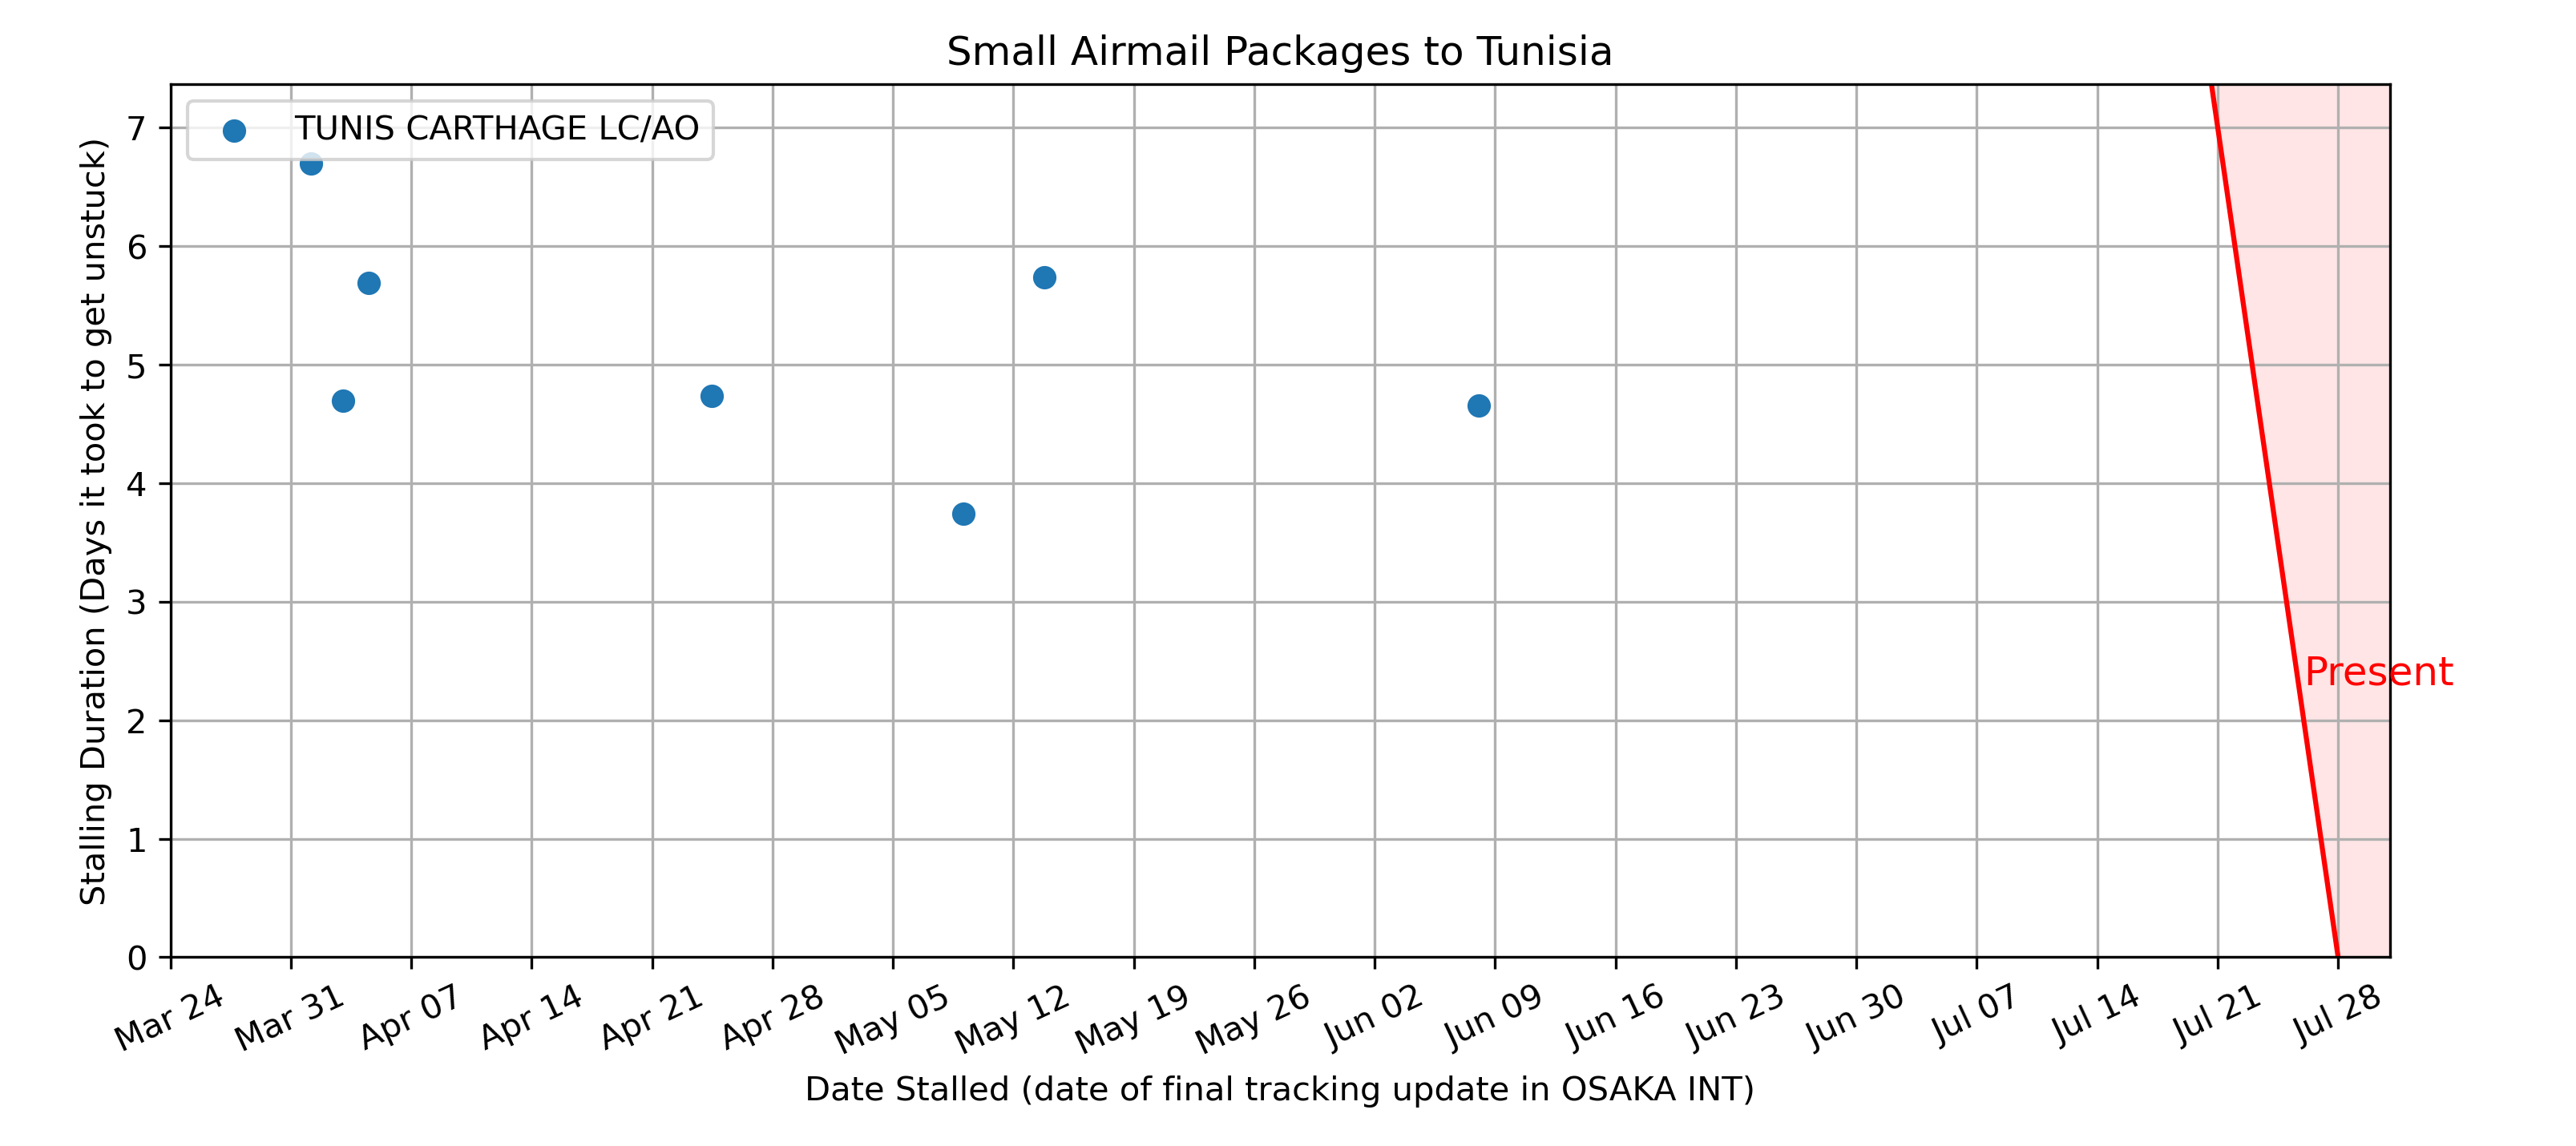 Small Airmail Packages to Tunisia
TUNIS CARTHAGE LC/AO
Stalling Duration (Days it took to get unstuck)
7
6
5
4
3
2
1
0
Present
Mar 24 Mar 31 Apr 07 Apr 14 Apr 21 Apr 28 May 05 May 12 May 19 May 26 Jun 02 Jun 09 Jun 16 Jun 23 Jun 30 Jul 07 Jul 14 Jul 21 Jul 28
Date Stalled (date of final tracking update in OSAKA INT)